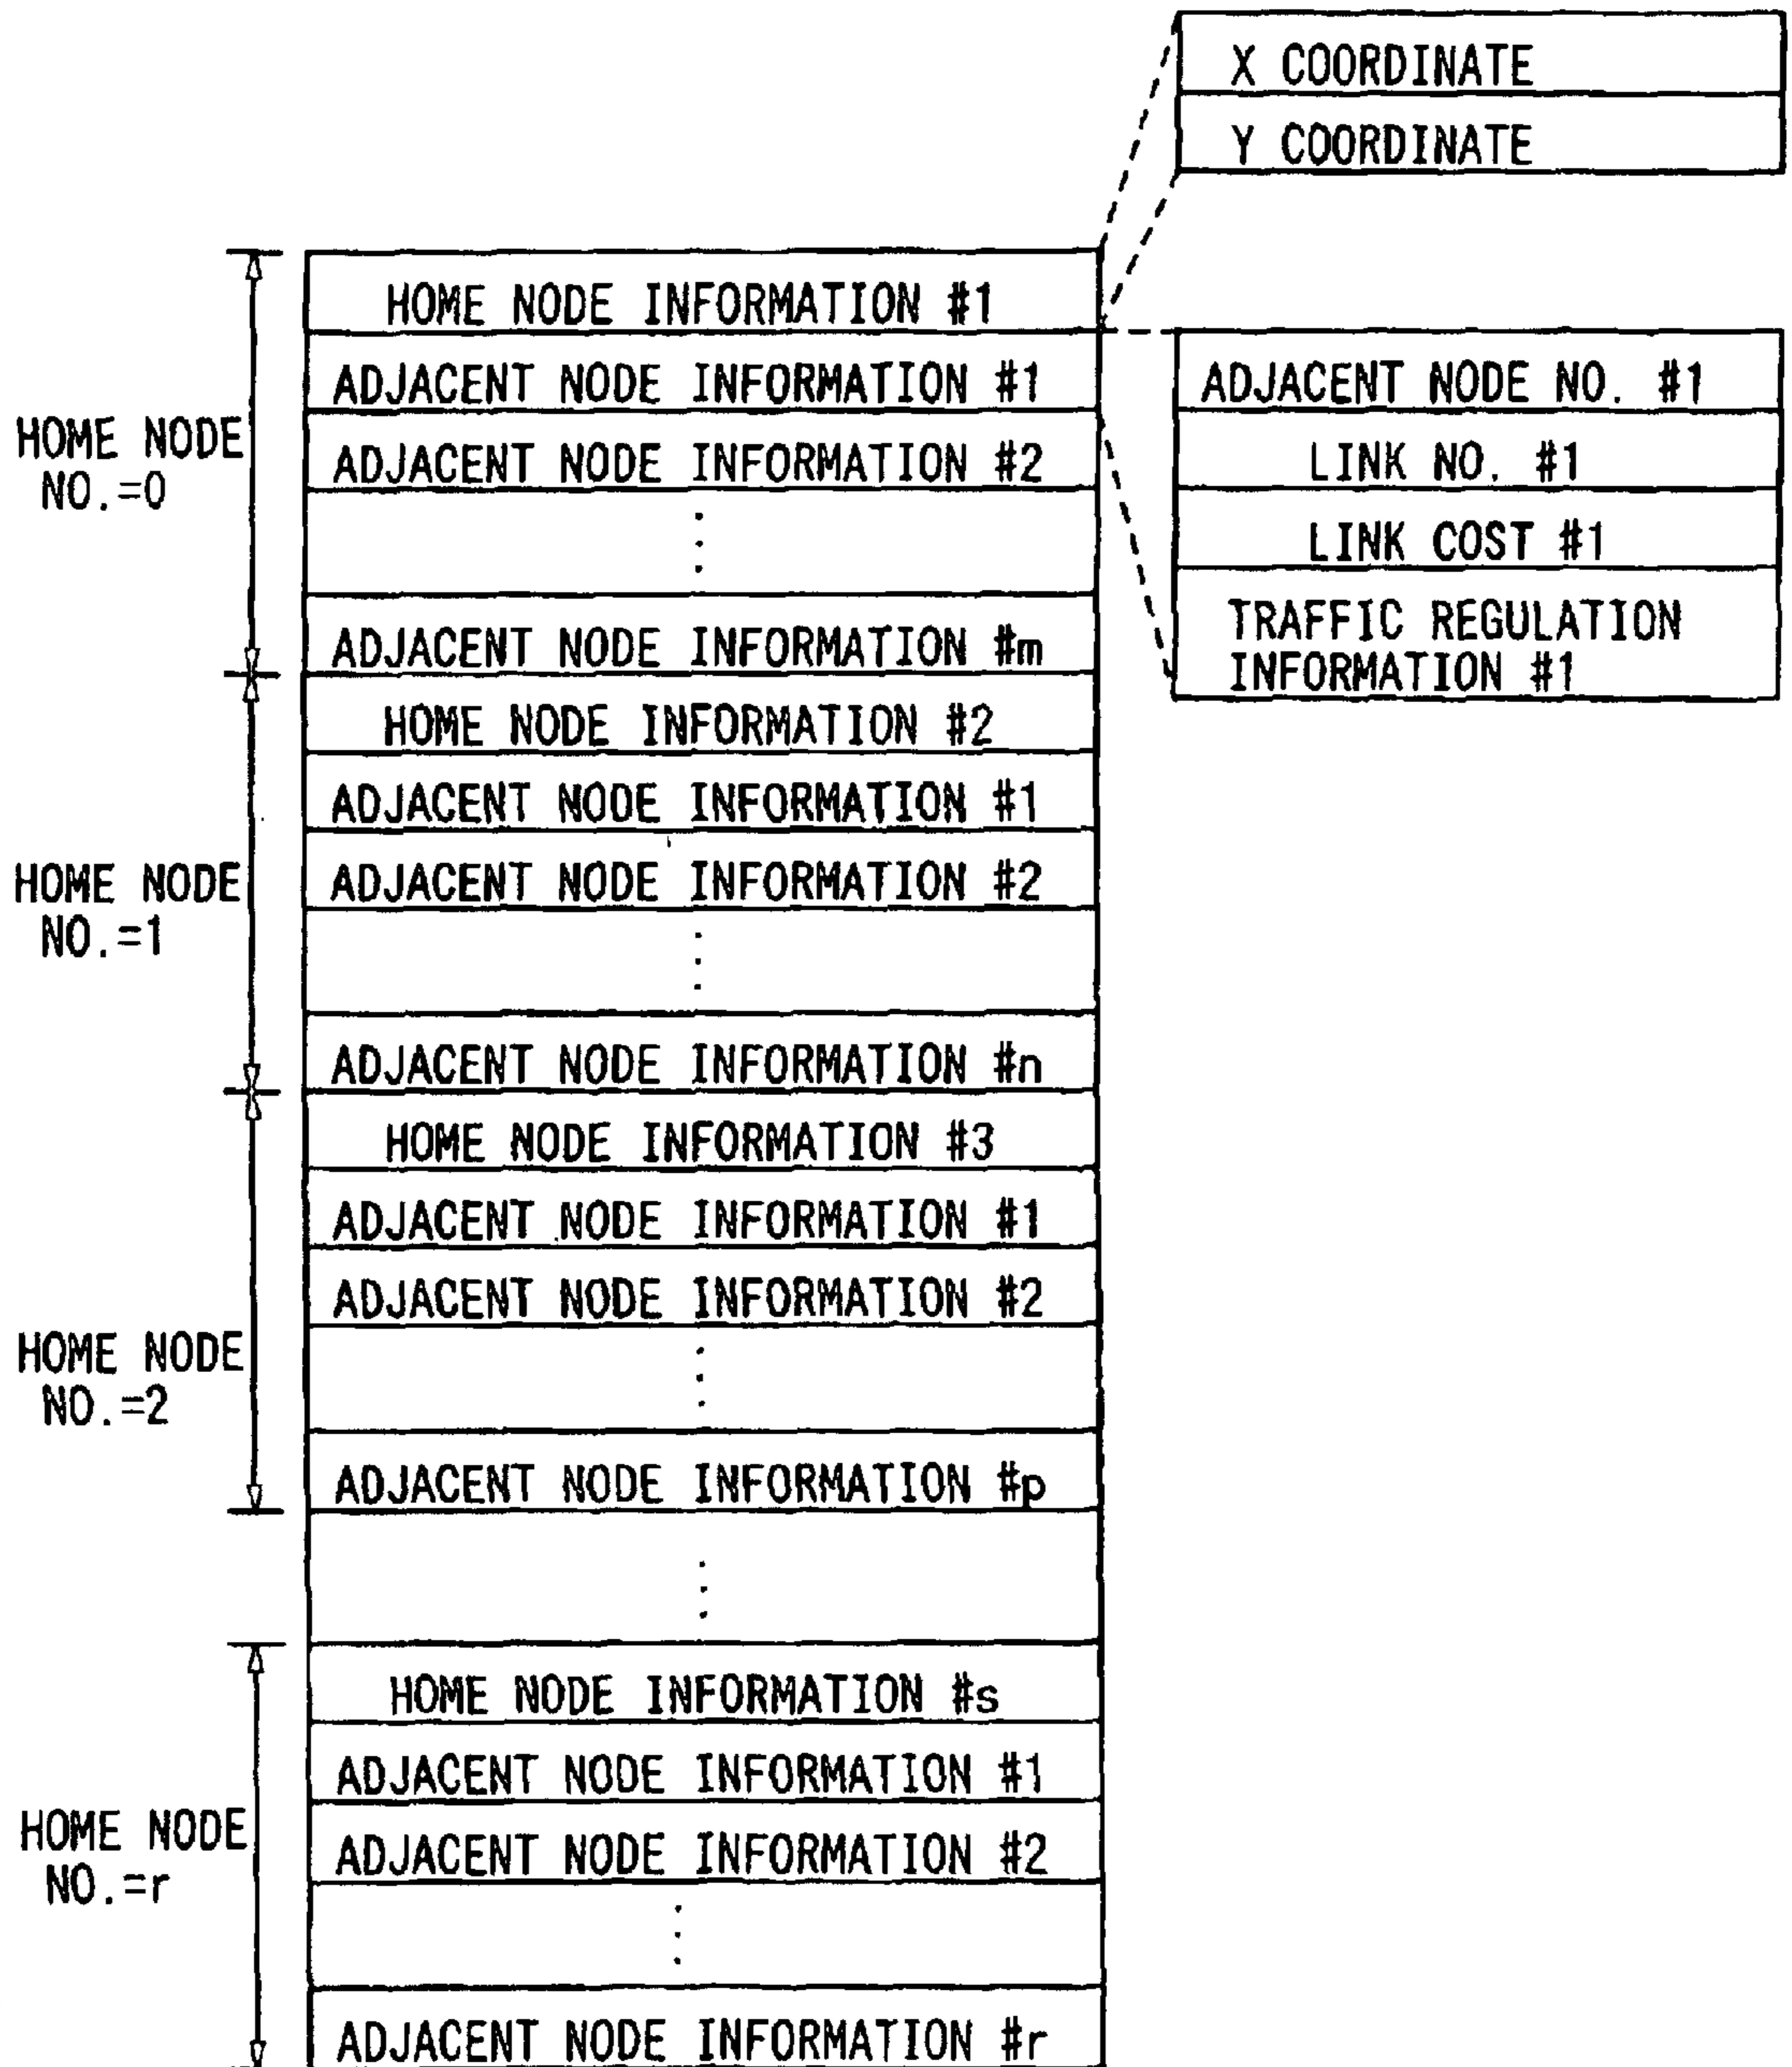 X COORDINATE
Y COORDINATE
HOME NODE INFORMATION #1
ADJACENT NODE INFORMATION #1
ADJACENT NODE INFORMATION #2
ADJACENT NODE INFORMATION #m
HOME NODE
NO.=0
ADJACENT NODE NO. #1
LINK NO. #1
LINK COST #1
TRAFFIC REGULATION
INFORMATION #1
HOME NODE INFORMATION #2
ADJACENT NODE INFORMATION #1
ADJACENT NODE INFORMATION #2
ADJACENT NODE INFORMATION #n
HOME NODE
NO.=1
HOME NODE INFORMATION #3
ADJACENT NODE INFORMATION #1
ADJACENT NODE INFORMATION #2
ADJACENT NODE INFORMATION #p
HOME NODE
NO.=2
HOME NODE INFORMATION #s
ADJACENT NODE INFORMATION #1
ADJACENT NODE INFORMATION #2
ADJACENT NODE INFORMATION #r
HOME NODE
NO.=r